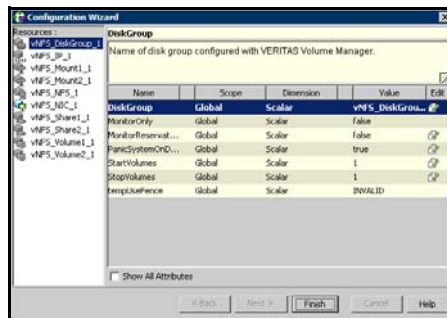 Configuration Wizard
Resources :
vNFS_DiskGroup_1
vNFS_IP_1
vNFS_Mount1_1
vNFS_Mount2_1
vNFS_NFS_1
vNFS_NIC_1
vNFS_Share1_1
vNFS_Share2_1
vNFS_Volume1_1
vNFS_Volume2_1
DiskGroup
Name of disk group configured with VERITAS Volume Manager.
Name Scope Dimension Value Edit
DiskGroup Global Scalar vNFS_DiskGrou...
MonitorOnly Global Scalar false
MonitorReservat... Global Scalar false
PanicSystemOnD... Global Scalar true
StartVolumes Global Scalar 1
StopVolumes Global Scalar 1
tempUseFence Global Scalar INVALID
Show All Attributes
< Back Next > Finish Cancel Help